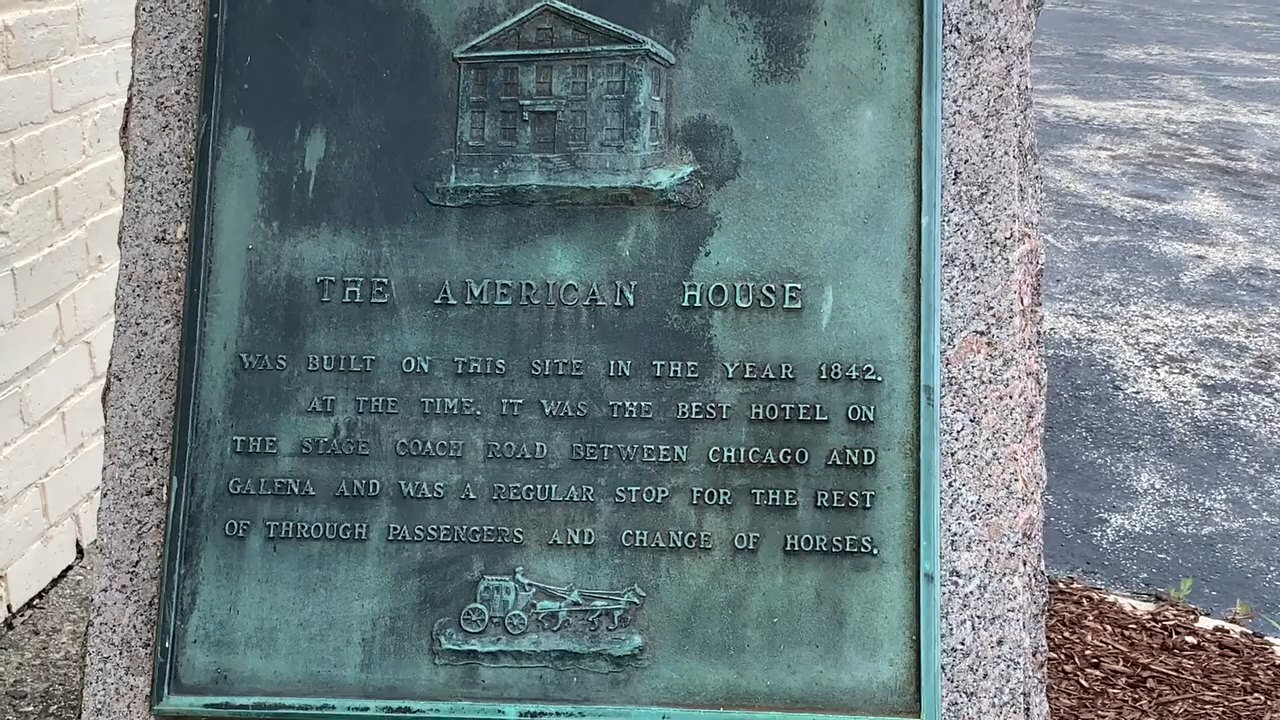 THE AMERICAN HOUSE
WAS BUILT ON THIS SITE IN THE YEAR 1842.
AT THE TIME. IT WAS THE BEST HOTEL ON
THE STAGE COACH ROAD BETWEEN CHICAGO AND
GALENA AND WAS A REGULAR STOP FOR THE REST
OF THROUGH PASSENGERS AND CHANGE OF HORSES.